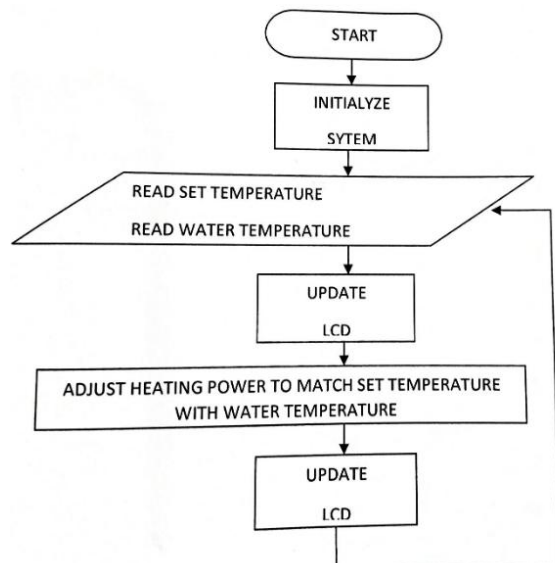 START
INITIALYZE
SYTEM
READ SET TEMPERATURE
READ WATER TEMPERATURE
UPDATE
LCD
ADJUST HEATING POWER TO MATCH SET TEMPERATURE
WITH WATER TEMPERATURE
UPDATE
LCD